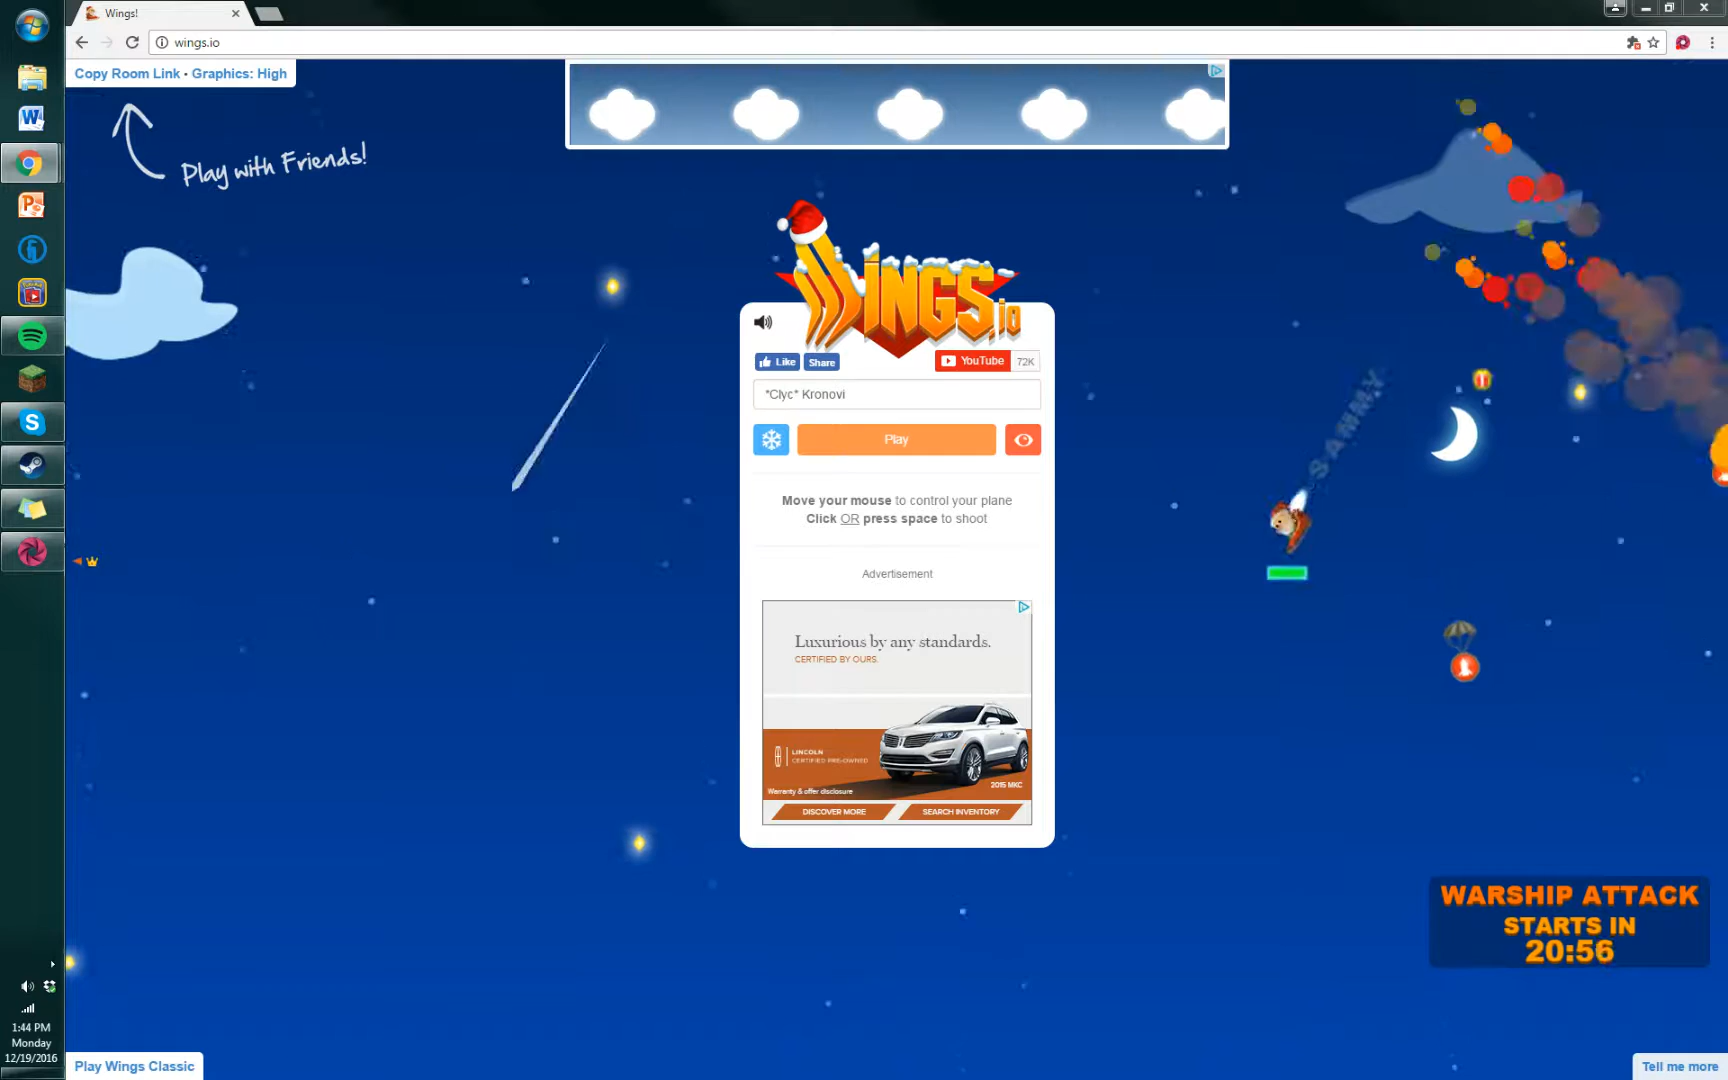 Wings!
wings.io
Copy Room Link • Graphics: High
Play with Friends!
WiNGS.io
Like
Share
YouTube
72K
*Clyc* Kronovi
Play
Move your mouse to control your plane
Click OR press space to shoot
Advertisement
Luxurious by any standards.
CERTIFIED BY OURS.
LINCOLN
CERTIFIED PRE-OWNED
Warranty & offer disclosure
2015 MKC
DISCOVER MORE
SEARCH INVENTORY
WARSHIP ATTACK
STARTS IN
20:56
1:44 PM
Monday
12/19/2016
Play Wings Classic
Tell me more